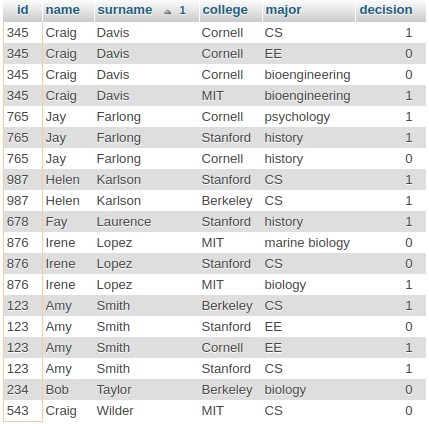 id name surname 1 college major decision
345 Craig Davis Cornell CS 1
345 Craig Davis Cornell EE 0
345 Craig Davis Cornell bioengineering 0
345 Craig Davis MIT bioengineering 1
765 Jay Farlong Cornell psychology 1
765 Jay Farlong Stanford history 1
765 Jay Farlong Cornell history 0
987 Helen Karlson Stanford CS 1
987 Helen Karlson Berkeley CS 1
678 Fay Laurence Stanford history 1
876 Irene Lopez MIT marine biology 0
876 Irene Lopez Stanford CS 0
876 Irene Lopez MIT biology 1
123 Amy Smith Berkeley CS 1
123 Amy Smith Stanford EE 0
123 Amy Smith Cornell EE 1
123 Amy Smith Stanford CS 1
234 Bob Taylor Berkeley biology 0
543 Craig Wilder MIT CS 0